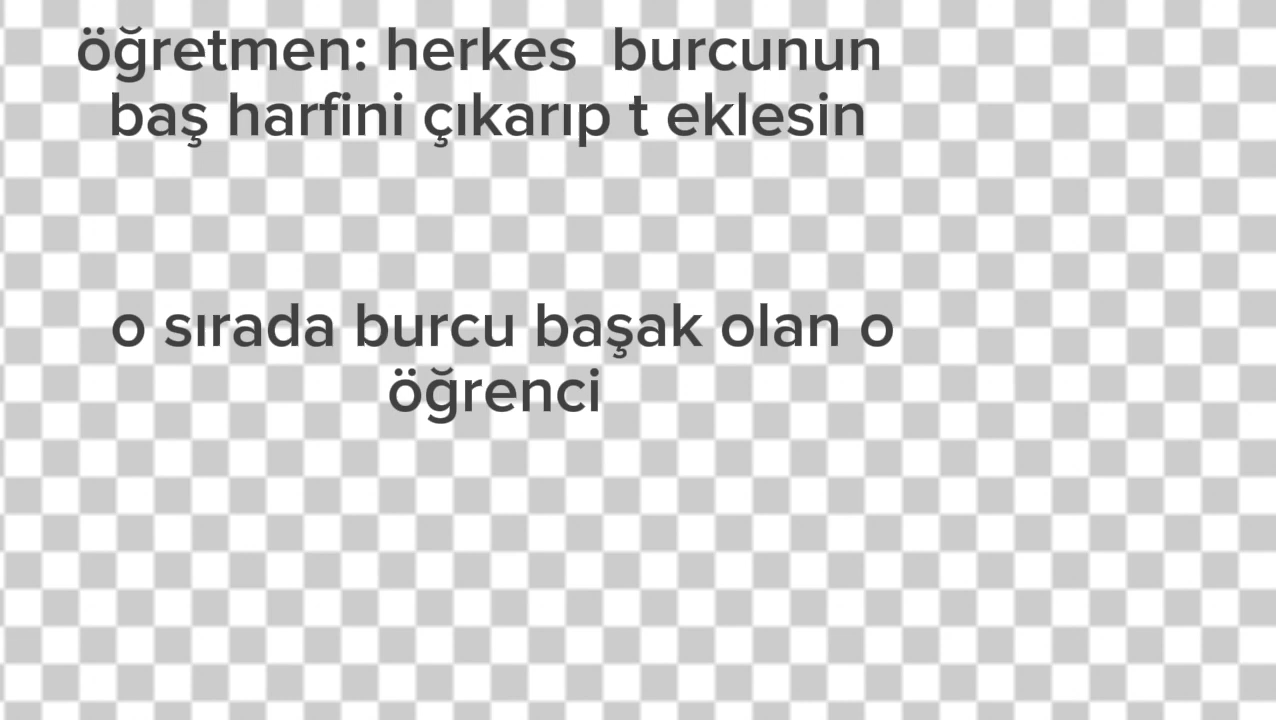 öğretmen: herkes  burcunun
baş harfini çıkarıp t eklesin
o sırada burcu başak olan o
öğrenci